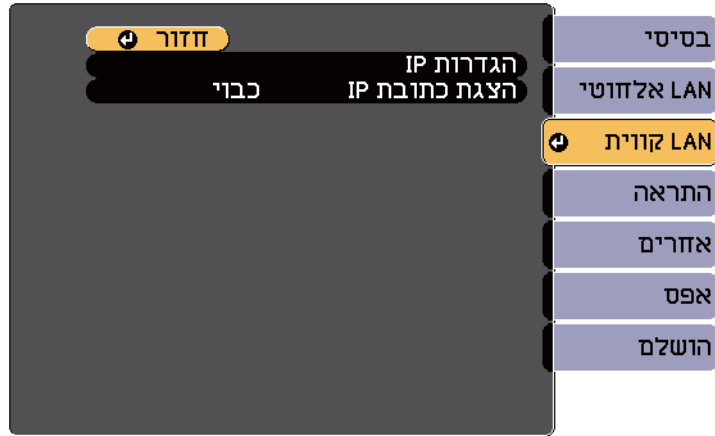 בסיסי
LAN אלחוטי
LAN קווית
התראה
אחרים
אפס
הושלם
חזור
הגדרות IP
הצגת כתובת IP כבוי